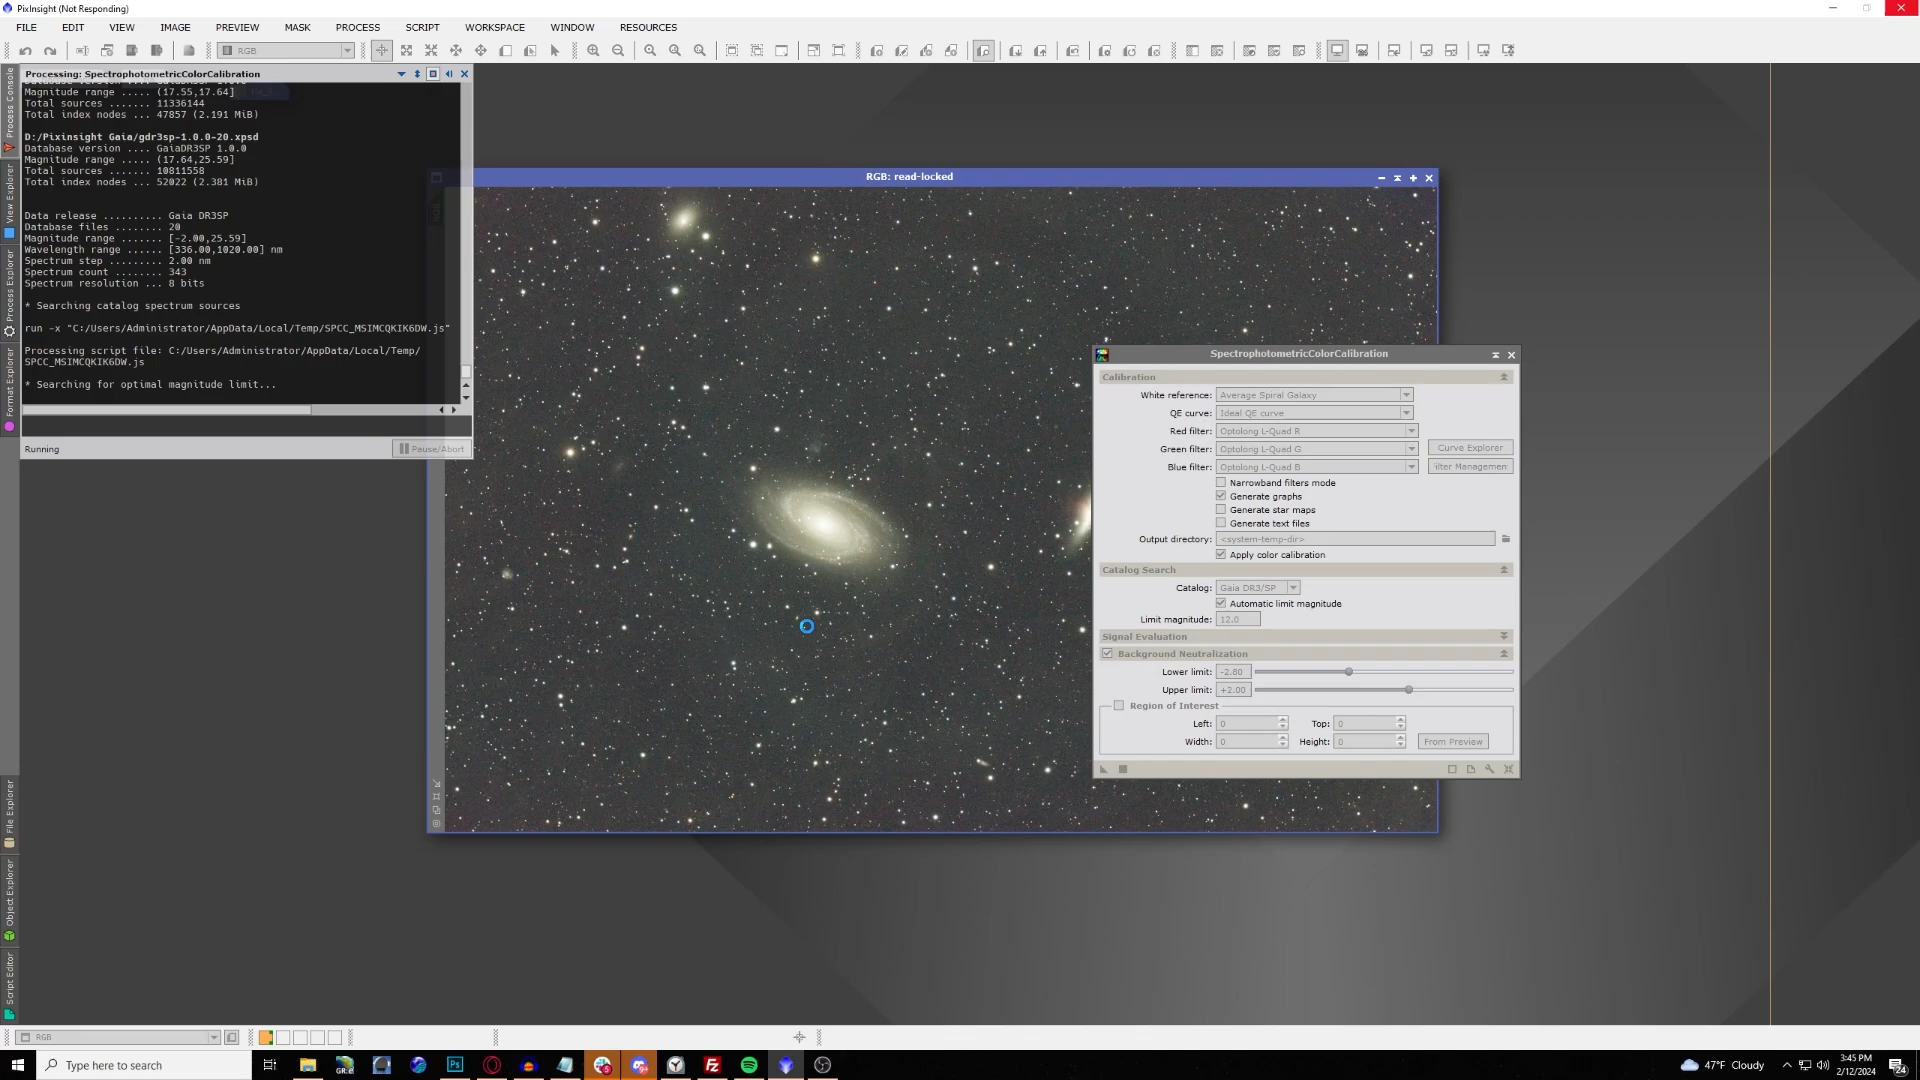 PixInsight (Not Responding)
FILE EDIT VIEW IMAGE MASK PROCESS SCRIPT WORKSPACE WINDOW RESOURCES
RGB
Processing: SpectrophotometricColorCalibration
Magnitude range ..... (17.55,17.64]
Total sources ....... 11336144
Total index nodes ... 47857 (2.191 MiB)
D:/Pixinsight Gaia/gdr3sp-1.0.0-20.xpsd
Database version .... GaiaDR3SP 1.0.0
Magnitude range ..... (17.64,25.59]
Total sources ....... 10811558
Total index nodes ... 52022 (2.381 MiB)
Data release .......... Gaia DR3SP
Database files ........ 20
Magnitude range ....... [-2.00,25.59]
Wavelength range ...... [336.00,1020.00] nm
Spectrum step ......... 2.00 nm
Spectrum count ........ 343
Spectrum resolution ... 8 bits
* Searching catalog spectrum sources
run -x "C:/Users/Administrator/AppData/Local/Temp/SPCC_MSIMCQKIK6DW.js"
Processing script file: C:/Users/Administrator/AppData/Local/Temp/
SPCC_MSIMCQKIK6DW.js
* Searching for optimal magnitude limit...
Running
Pause/Abort
Process Console
View Explorer
Process Explorer
Format Explorer
File Explorer
Object Explorer
Script Editor
RGB: read-locked
SpectrophotometricColorCalibration
Calibration
White reference: Average Spiral Galaxy
QE curve: Ideal QE curve
Red filter: Optolong L-Quad R
Green filter: Optolong L-Quad G Curve Explorer
Blue filter: Optolong L-Quad B ilter Managemen
Narrowband filters mode
Generate graphs
Generate star maps
Generate text files
Output directory: <system-temp-dir>
Apply color calibration
Catalog Search
Catalog: Gaia DR3/SP
Automatic limit magnitude
Limit magnitude: 12.0
Signal Evaluation
Background Neutralization
Lower limit: -2.80
Upper limit: +2.00
Region of Interest
Left: 0 Top: 0
Width: 0 Height: 0 From Preview
RGB
Type here to search
47°F Cloudy
3:45 PM
2/12/2024
24